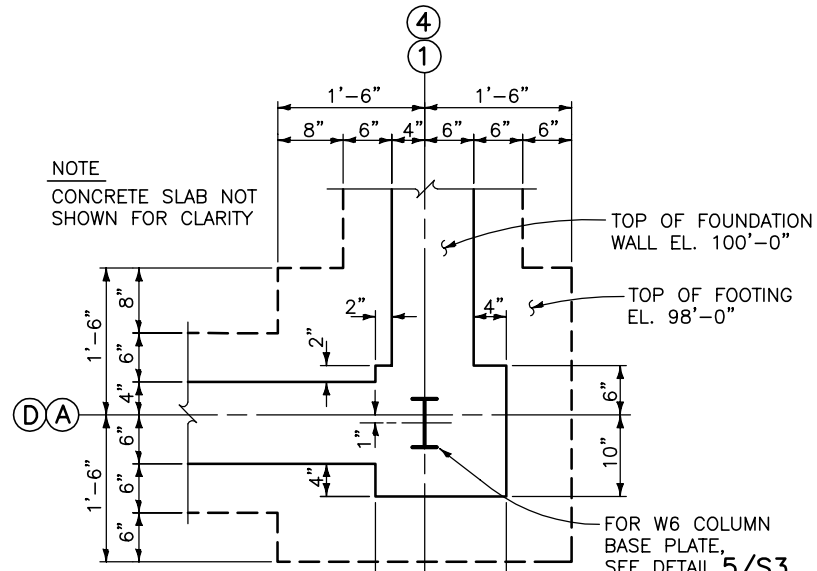 4
1
1'-6" 1'-6"
8" 6" 4" 6" 6" 6"
NOTE
CONCRETE SLAB NOT
SHOWN FOR CLARITY
TOP OF FOUNDATION
WALL EL. 100'-0"
TOP OF FOOTING
EL. 98'-0"
2" 4"
2"
1'-6"
8"
6"
4"
6"
D A
1"
6"
10"
4"
1'-6"
6"
6"
FOR W6 COLUMN
BASE PLATE,
SEE DETAIL 5/S3